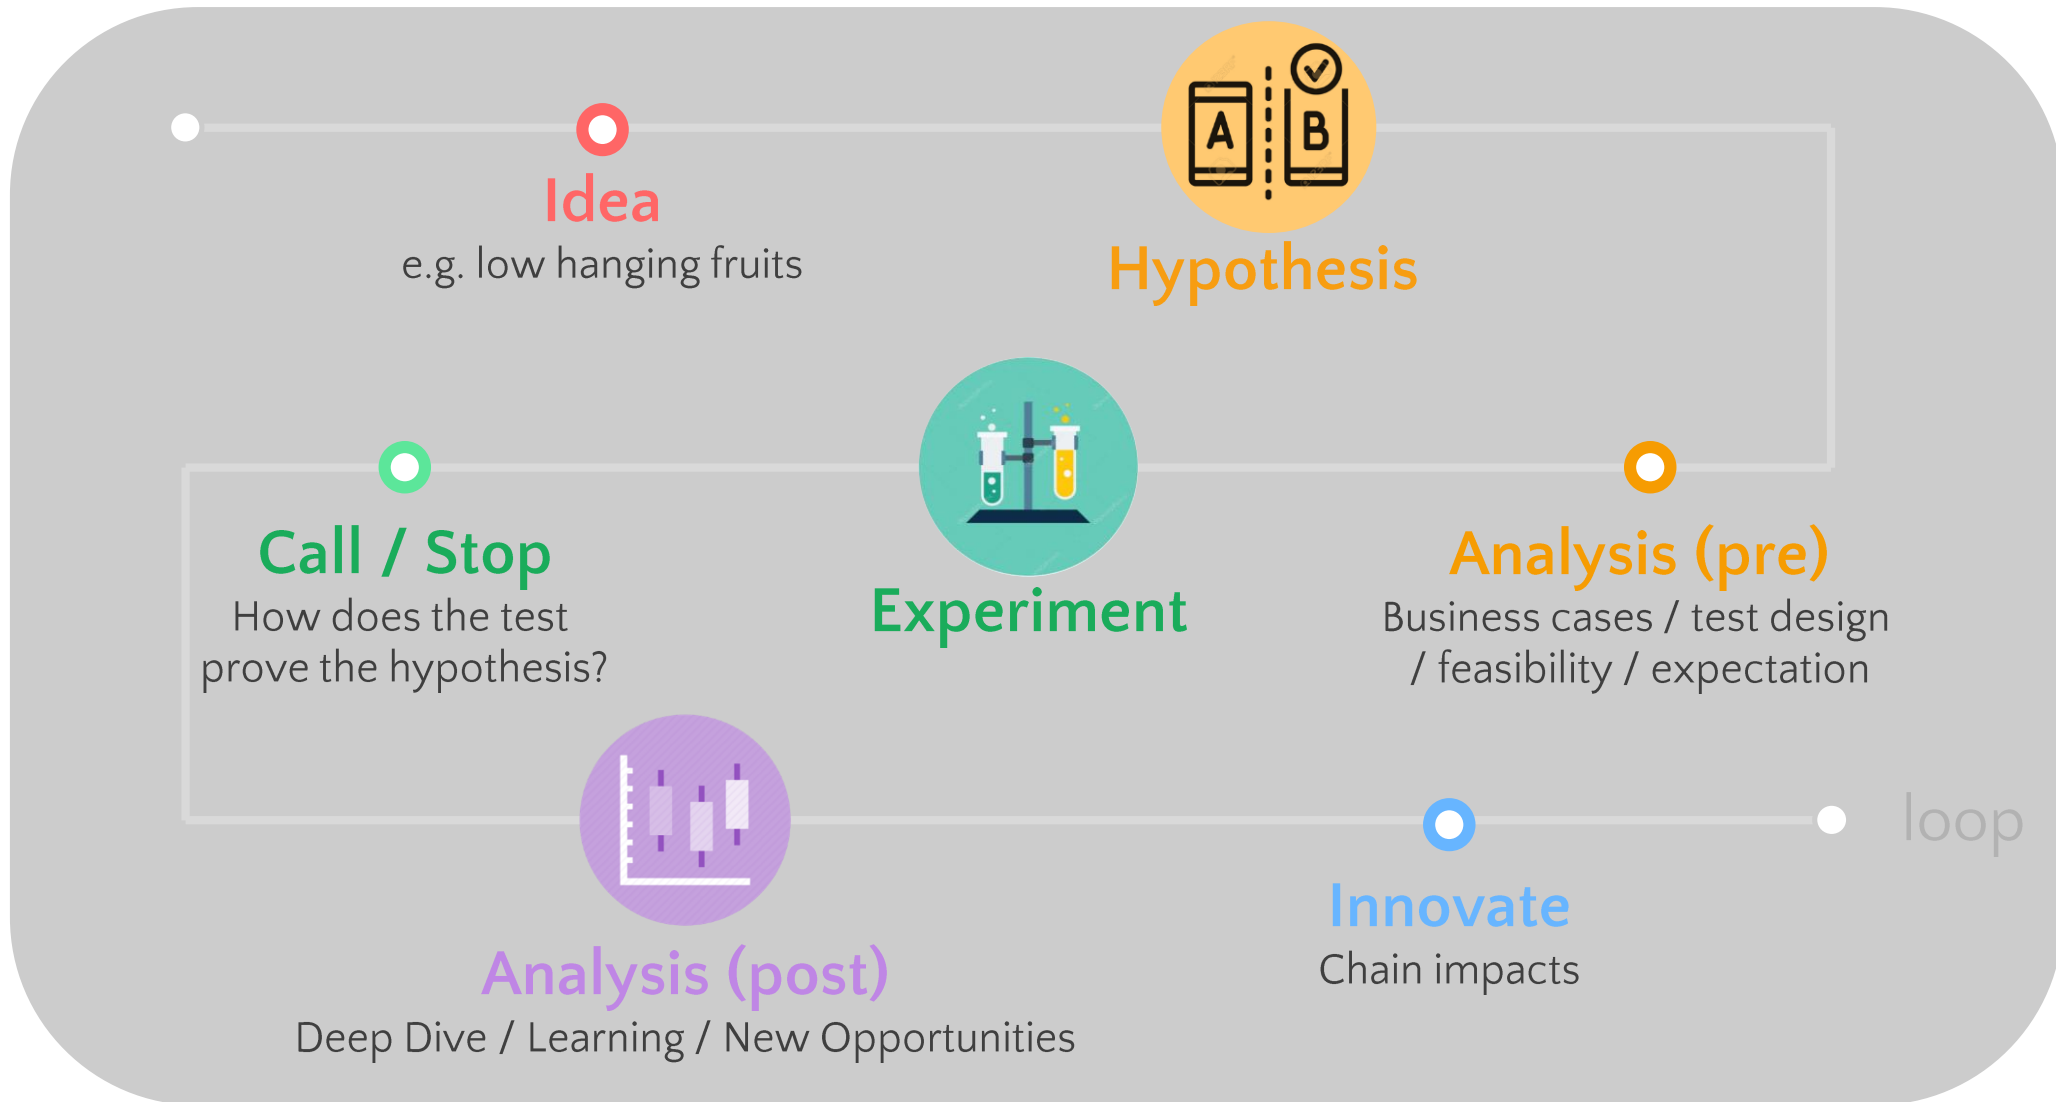 A B
Idea
e.g. low hanging fruits
Hypothesis
Call / Stop
How does the test
prove the hypothesis?
Experiment
Analysis (pre)
Business cases / test design
/ feasibility / expectation
Analysis (post)
Deep Dive / Learning / New Opportunities
Innovate
Chain impacts
loop